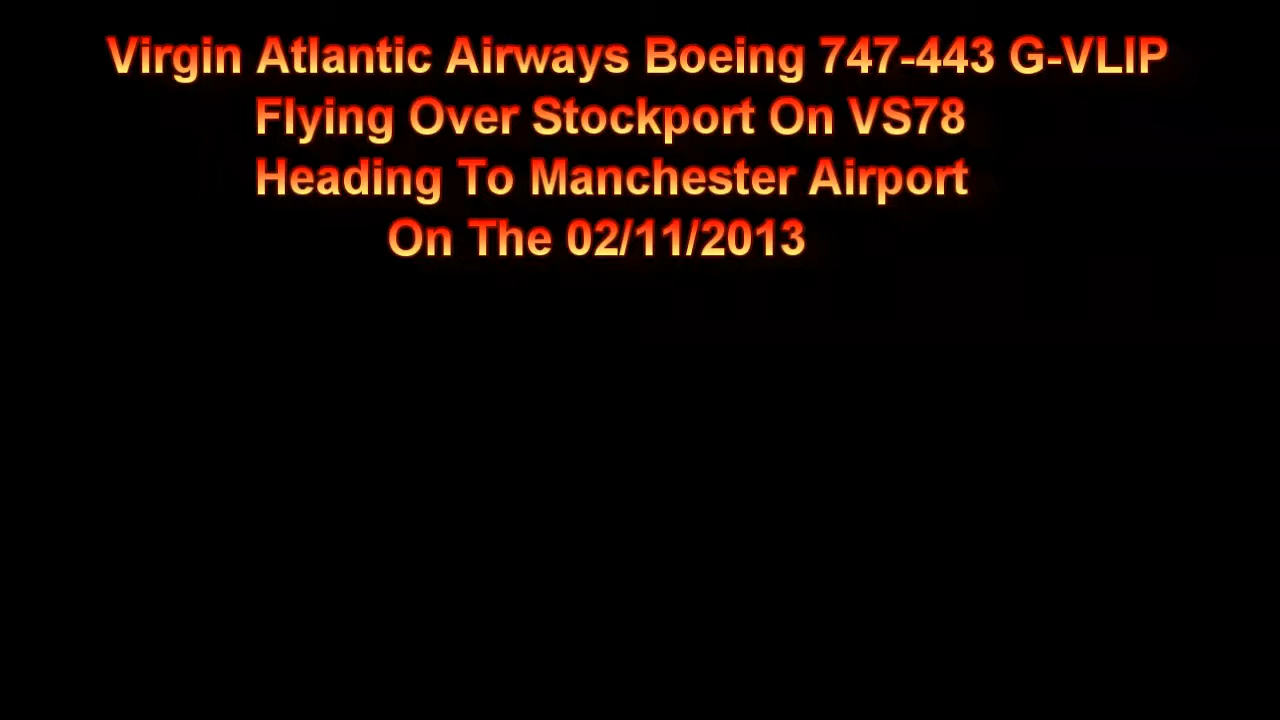 Virgin Atlantic Airways Boeing 747-443 G-VLIP
Flying Over Stockport On VS78
Heading To Manchester Airport
On The 02/11/2013